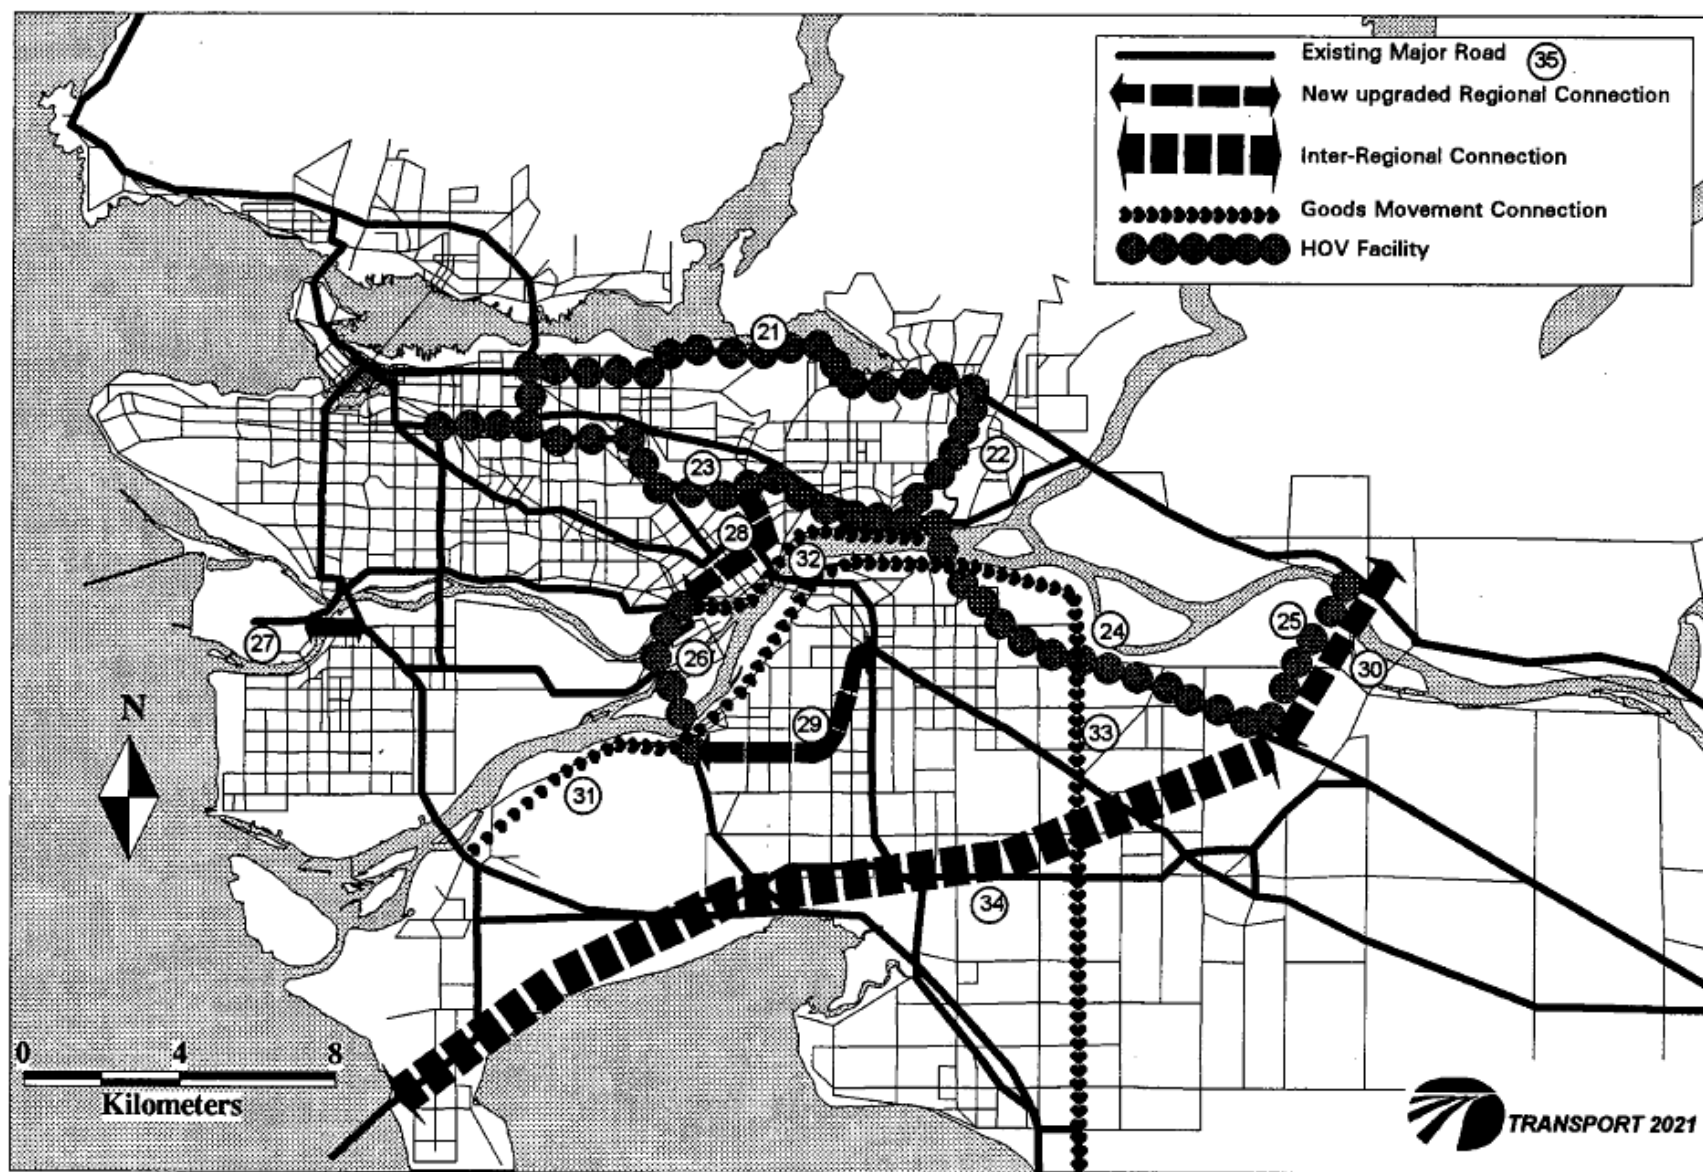 Existing Major Road 35
New upgraded Regional Connection
Inter-Regional Connection
Goods Movement Connection
HOV Facility
21
22
23
28
32
27
26
24
25
30
29
33
31
34
N
0 4 8
Kilometers
TRANSPORT 2021